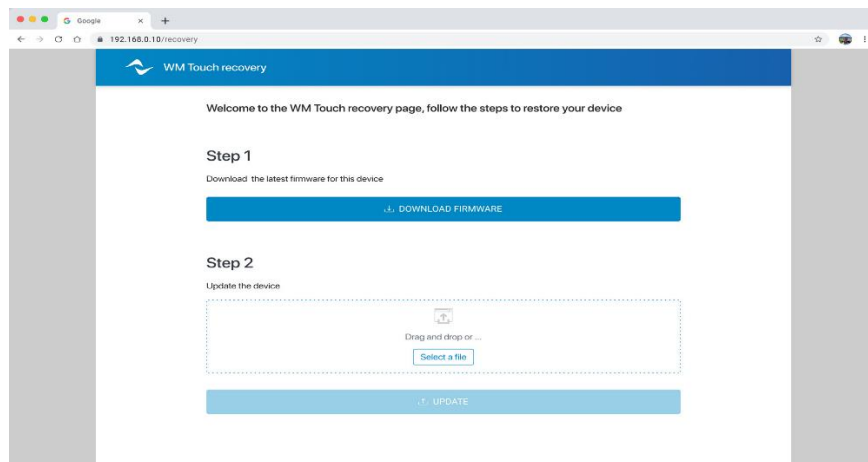 Google
192.168.0.10/recovery
WM Touch recovery
Welcome to the WM Touch recovery page, follow the steps to restore your device
Step 1
Download the latest firmware for this device
DOWNLOAD FIRMWARE
Step 2
Update the device
Drag and drop or ...
Select a file
UPDATE